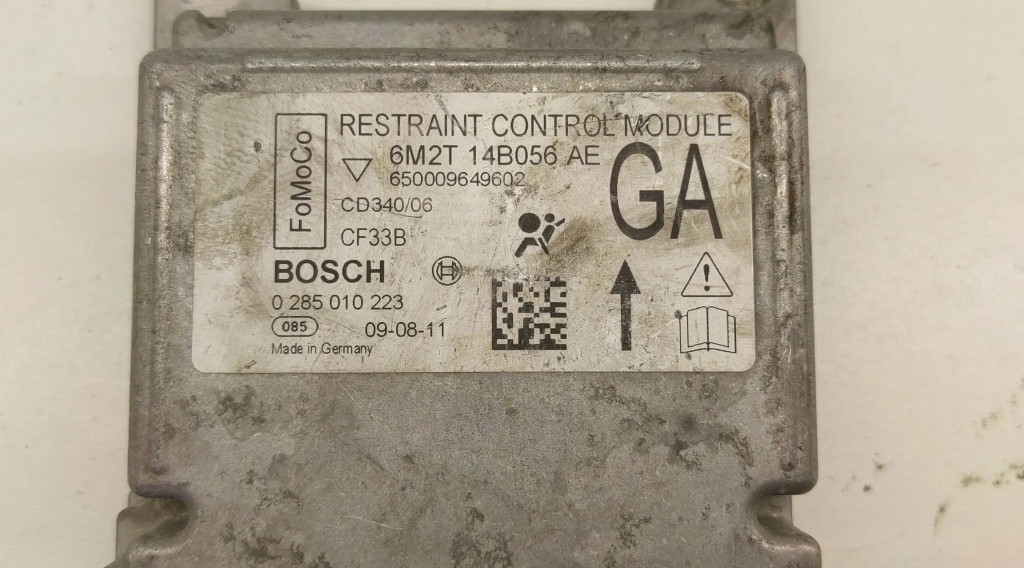 FoMoCo
RESTRAINT CONTROL MODULE
6M2T 14B056 AE
650009649602
CD340/06
CF33B
GA
BOSCH
0 285 010 223
085 09-08-11
Made in Germany